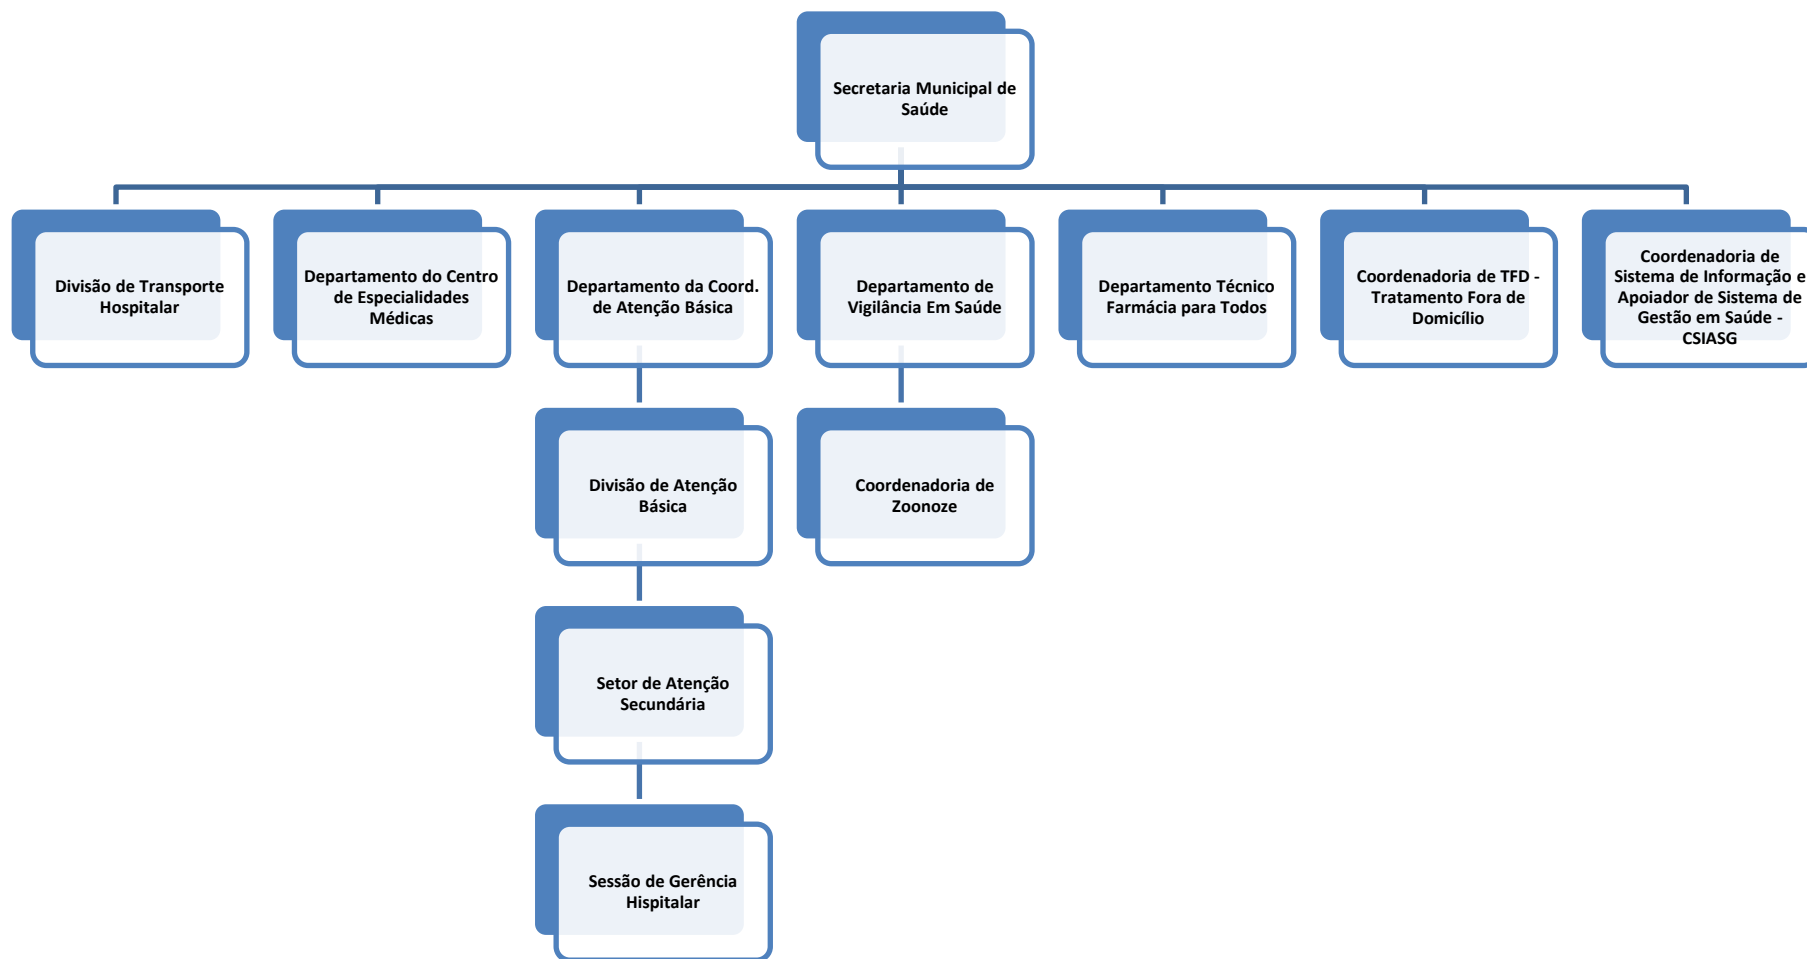 Secretaria Municipal de
Saúde
Divisão de Transporte
Hospitalar
Departamento do Centro
de Especialidades
Médicas
Departamento da Coord.
de Atenção Básica
Departamento de
Vigilância Em Saúde
Departamento Técnico
Farmácia para Todos
Coordenadoria de TFD -
Tratamento Fora de
Domicílio
Coordenadoria de
Sistema de Informação e
Apoiador de Sistema de
Gestão em Saúde -
CSIASG
Divisão de Atenção
Básica
Coordenadoria de
Zoonoze
Setor de Atenção
Secundária
Sessão de Gerência
Hispitalar